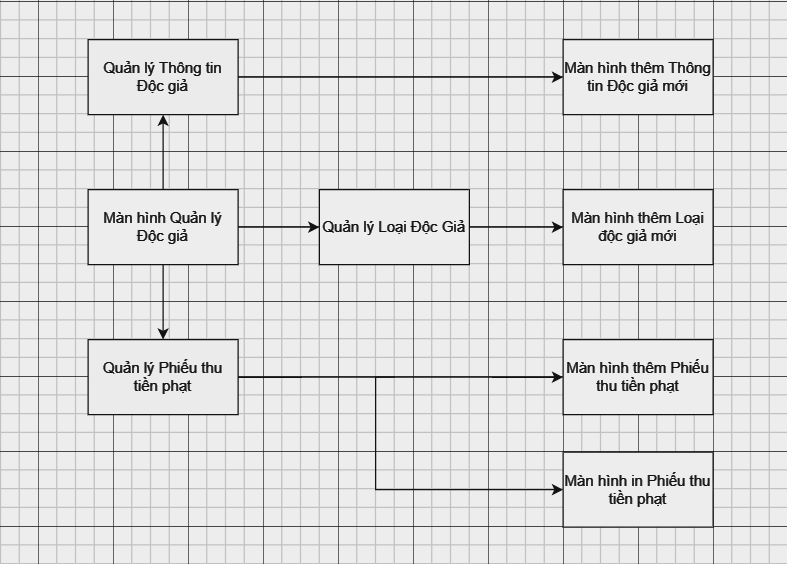 Quản lý Thông tin
Độc giả
Màn hình thêm Thông
tin Độc giả mới
Màn hình Quản lý
Độc giả
Quản lý Loại Độc Giả
Màn hình thêm Loại
độc giả mới
Quản lý Phiếu thu
tiền phạt
Màn hình thêm Phiếu
thu tiền phạt
Màn hình in Phiếu thu
tiền phạt